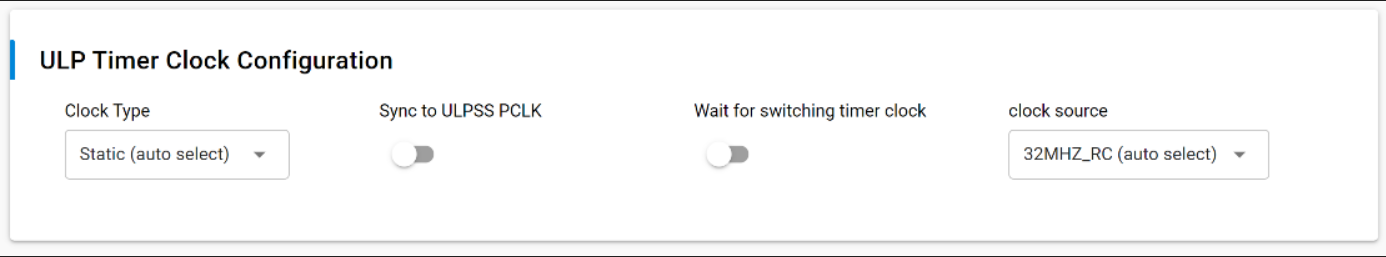 ULP Timer Clock Configuration
Clock Type
Sync to ULPSS PCLK
Wait for switching timer clock
clock source
Static (auto select)
32MHZ_RC (auto select)